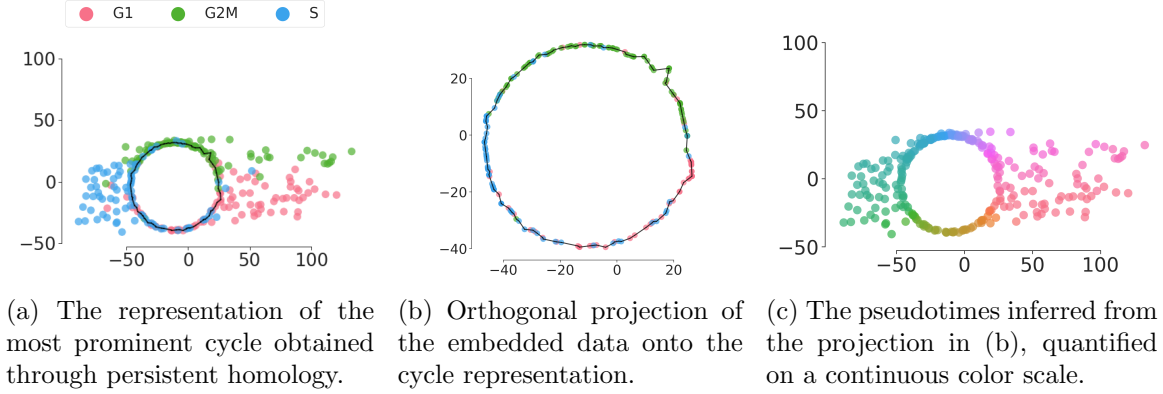 G1 G2M S
100
50
0
−50
−50 0 50 100
20
0
−20
−40
−40 −20 0 20
100
50
0
−50
−50 0 50 100
(a) The representation of the
most prominent cycle obtained
through persistent homology.
(b) Orthogonal projection of
the embedded data onto the
cycle representation.
(c) The pseudotimes inferred from
the projection in (b), quantified
on a continuous color scale.